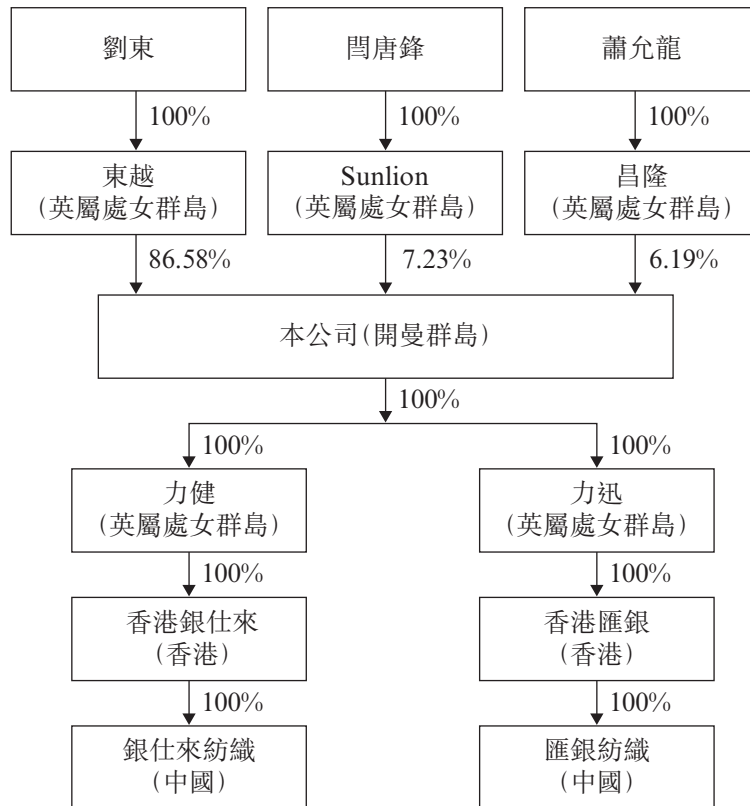 劉東
閆唐鋒
蕭允龍
100%
100%
100%
東越
(英屬處女群島)
Sunlion
(英屬處女群島)
昌隆
(英屬處女群島)
86.58%
7.23%
6.19%
本公司(開曼群島)
100%
100%
100%
力健
(英屬處女群島)
力迅
(英屬處女群島)
100%
100%
香港銀仕來
(香港)
香港匯銀
(香港)
100%
100%
銀仕來紡織
(中國)
匯銀紡織
(中國)